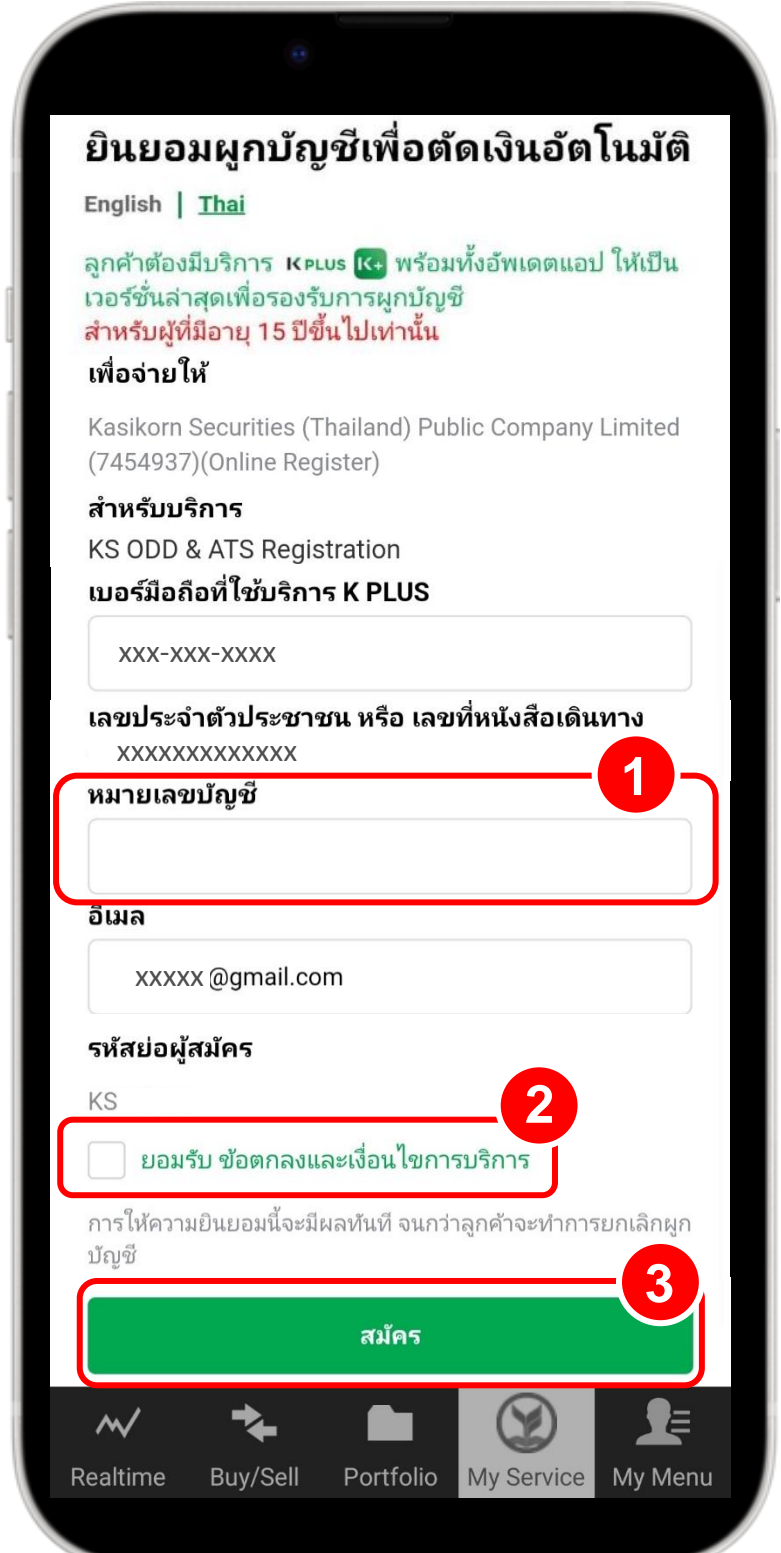 ยินยอมผูกบัญชีเพื่อตัดเงินอัตโนมัติ
English | Thai
ลูกค้าต้องมีบริการ K PLUS K+ พร้อมทั้งอัพเดตแอป ให้เป็น
เวอร์ชั่นล่าสุดเพื่อรองรับการผูกบัญชี
สำหรับผู้ที่มีอายุ 15 ปีขึ้นไปเท่านั้น
เพื่อจ่ายให้
Kasikorn Securities (Thailand) Public Company Limited
(7454937)(Online Register)
สำหรับบริการ
KS ODD & ATS Registration
เบอร์มือถือที่ใช้บริการ K PLUS
xxx-xxx-xxxx
เลขประจำตัวประชาชน หรือ เลขที่หนังสือเดินทาง
xxxxxxxxxxxxx
1
หมายเลขบัญชี
อีเมล
xxxxx @gmail.com
รหัสย่อผู้สมัคร
KS
2
ยอมรับ ข้อตกลงและเงื่อนไขการบริการ
การให้ความยินยอมนี้จะมีผลทันที จนกว่าลูกค้าจะทำการยกเลิกผูก
บัญชี
3
สมัคร
Realtime Buy/Sell Portfolio My Service My Menu